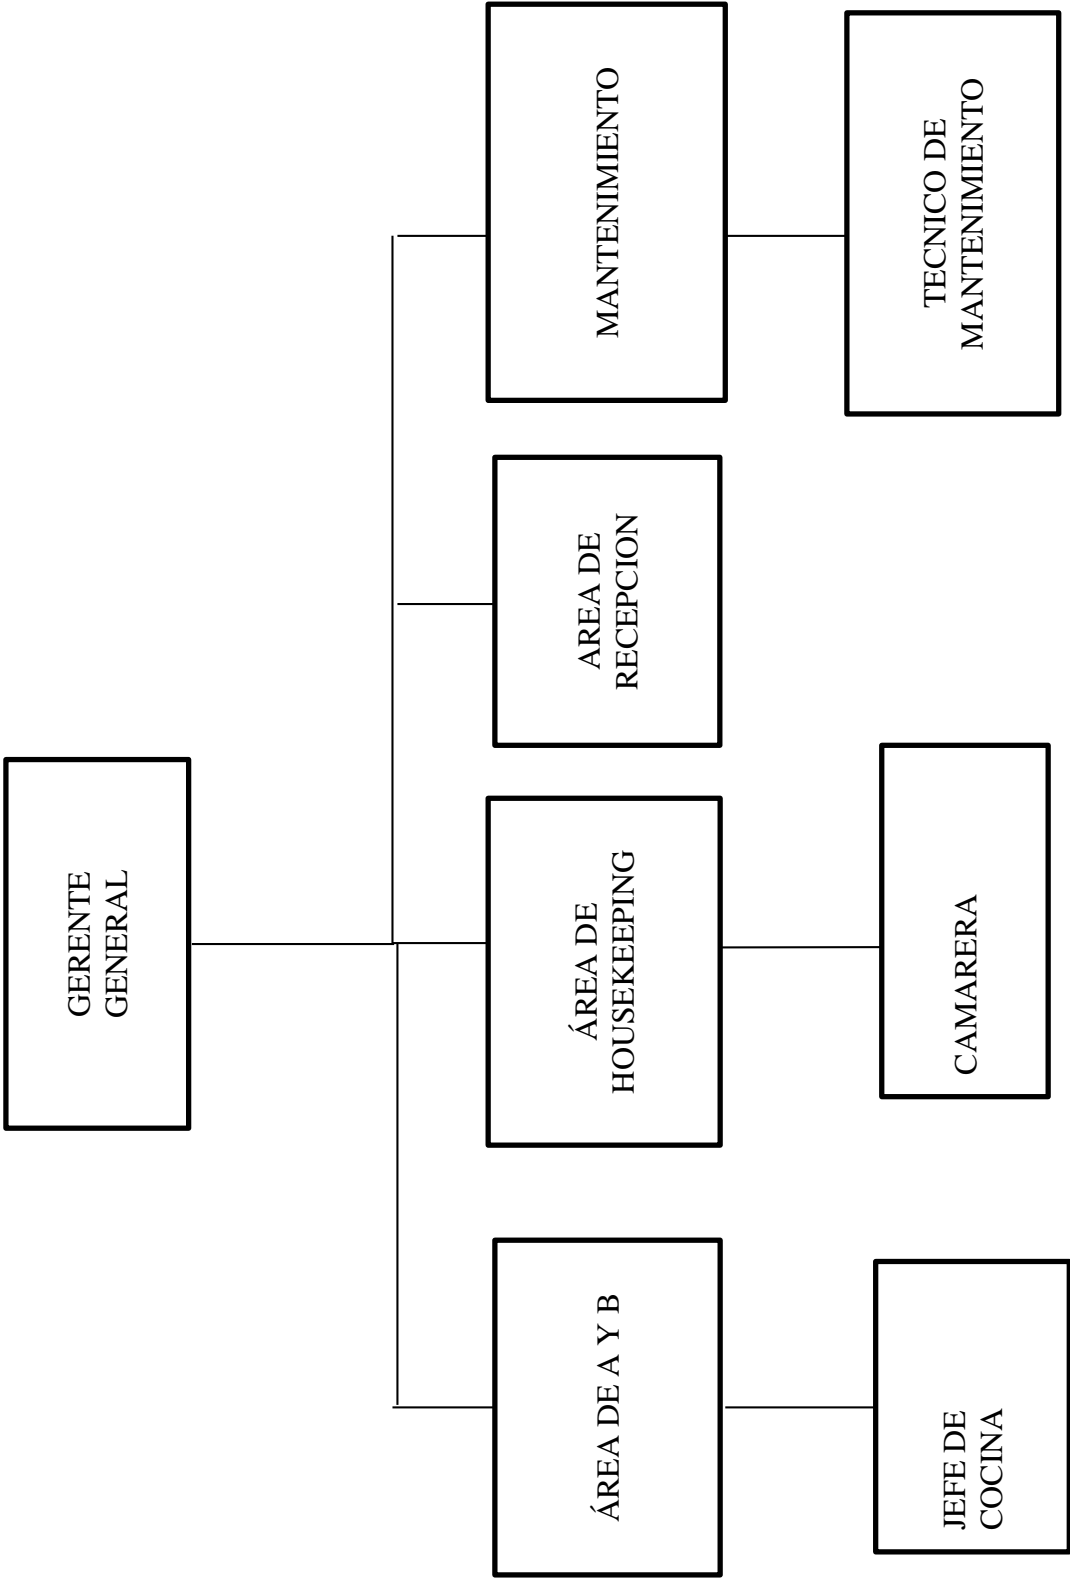 GERENTE
GENERAL
ÁREA DE A Y B
ÁREA DE
HOUSEKEEPING
AREA DE
RECEPCION
MANTENIMIENTO
JEFE DE
COCINA
CAMARERA
TECNICO DE
MANTENIMIENTO